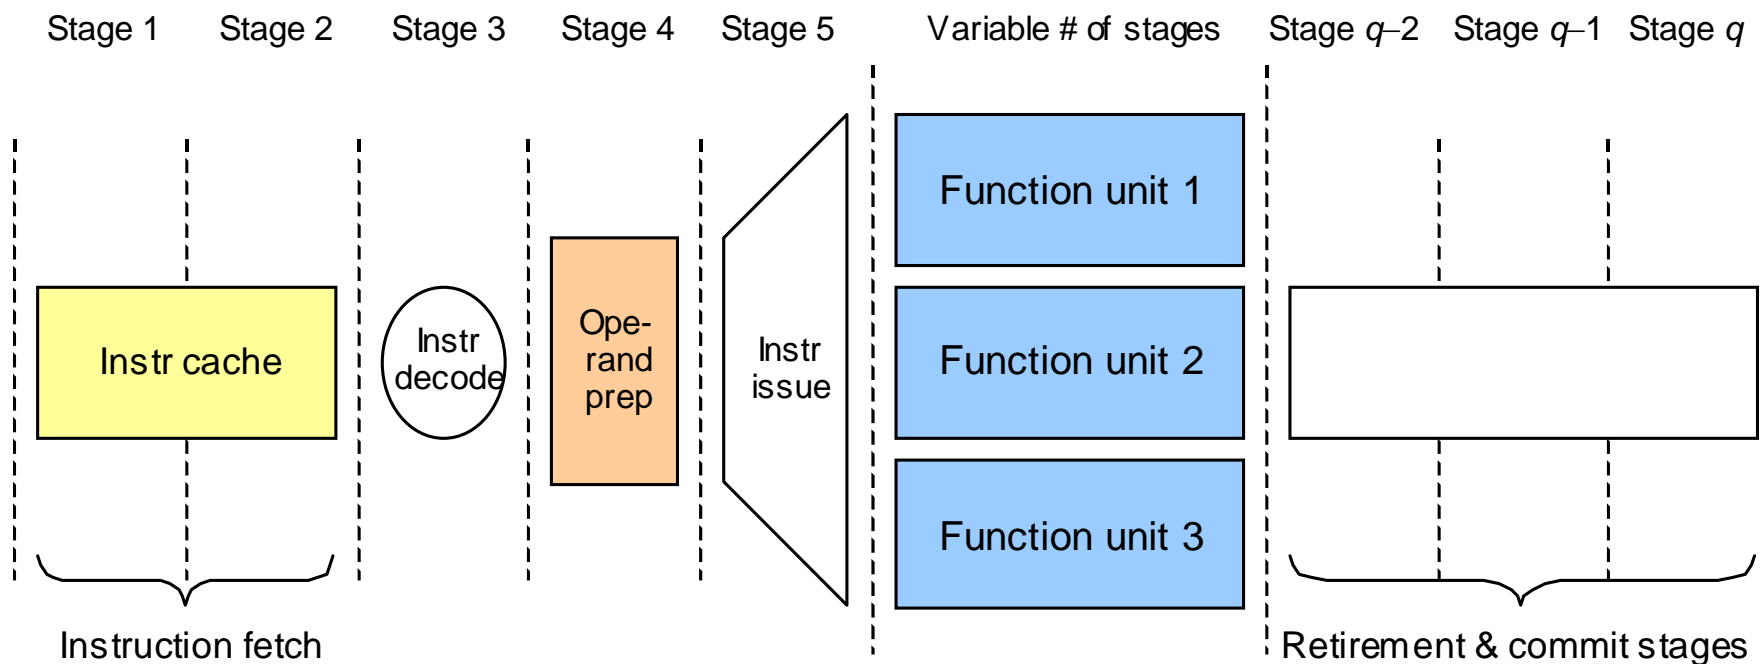 Stage 1 Stage 2 Stage 3 Stage 4 Stage 5 Variable # of stages Stage q–2 Stage q–1 Stage q
Instr cache
Instr
decode
Ope-
rand
prep
Instr
issue
Function unit 1
Function unit 2
Function unit 3
Instruction fetch
Retirement & commit stages